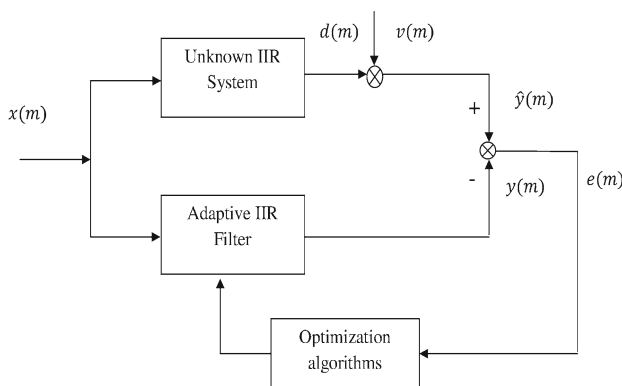 d(m)
v(m)
Unknown IIR
System
x(m)
ŷ(m)
+
-
y(m)
e(m)
Adaptive IIR
Filter
Optimization
algorithms